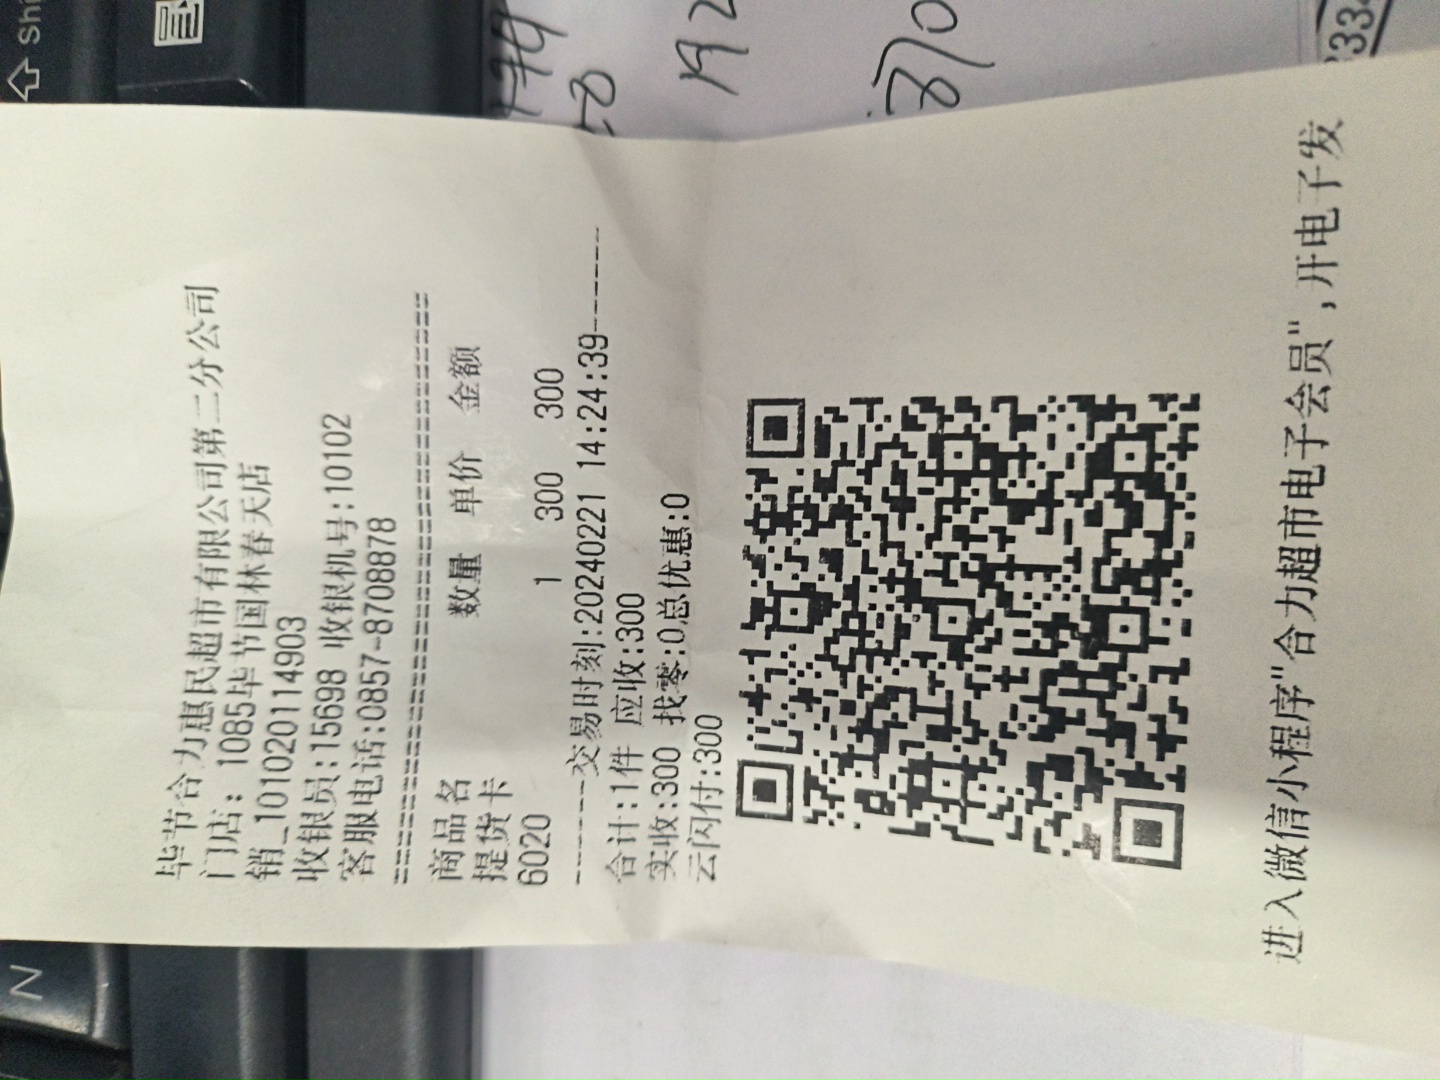 毕节合力惠民超市有限公司第二分公司
门店：1085毕节国林春天店
销_101020114903
收银员:15698 收银机号:10102
客服电话:0857-8708878
商品名 数量 单价 金额
提货卡
6020 1 300 300
------交易时刻:20240221 14:24:39------
合计:1件 应收:300
实收:300 找零:0总优惠:0
云闪付:300
进入微信小程序"合力超市电子会员",开电子发
Shi
N